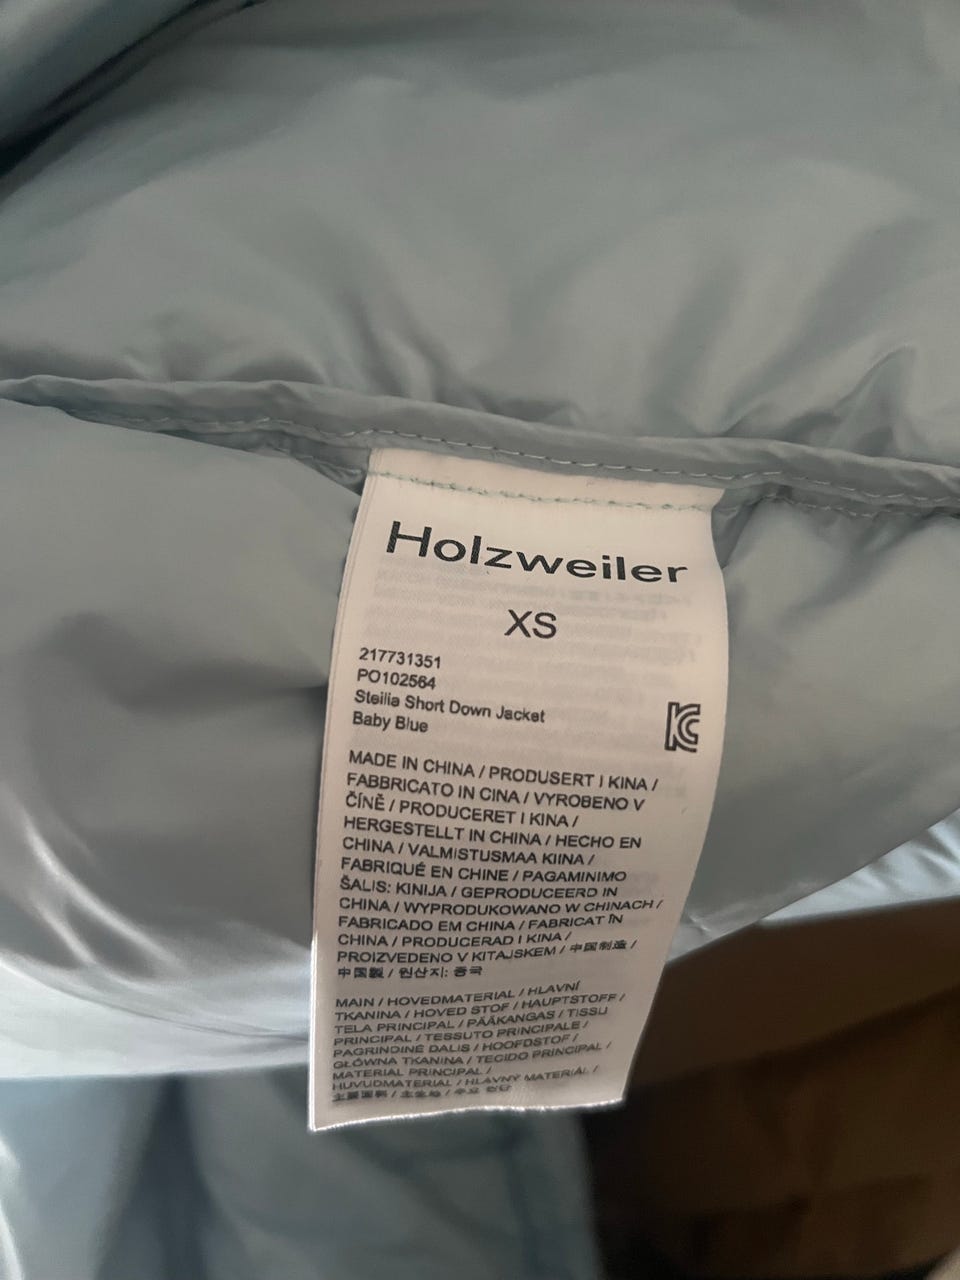 Holzweiler
XS
217731351
PO102564
Steilia Short Down Jacket
Baby Blue
KC
MADE IN CHINA / PRODUSERT I KINA /
FABBRICATO IN CINA / VYROBENO V
ČÍNĚ / PRODUCERET I KINA /
HERGESTELLT IN CHINA / HECHO EN
CHINA / VALMISTUSMAA KIINA /
FABRIQUÉ EN CHINE / PAGAMINIMO
ŠALIS: KINIJA / GEPRODUCEERD IN
CHINA / WYPRODUKOWANO W CHINACH /
FABRICADO EM CHINA / FABRICAT ÎN
CHINA / PRODUCERAD I KINA /
PROIZVEDENO V KITAJSKEM / 中国制造 /
中国製 / 원산지: 중국
MAIN / HOVEDMATERIAL / HLAVNÍ
TKANINA / HOVED STOF / HAUPTSTOFF /
TELA PRINCIPAL / PÄÄKANGAS / TISSU
PRINCIPAL / TESSUTO PRINCIPALE /
PAGRINDINĖ DALIS / HOOFDSTOF /
GŁÓWNA TKANINA / TECIDO PRINCIPAL /
MATERIAL PRINCIPAL /
HUVUDMATERIAL / HLAVNÝ MATERIÁL /